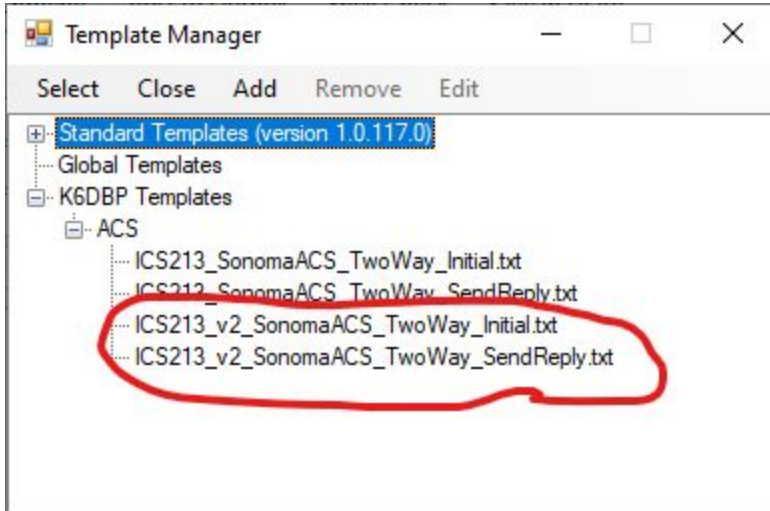 Template Manager
Select Close Add Remove Edit
Standard Templates (version 1.0.117.0)
Global Templates
K6DBP Templates
ACS
ICS213_SonomaACS_TwoWay_Initial.txt
ICS213_SonomaACS_TwoWay_SendReply.txt
ICS213_v2_SonomaACS_TwoWay_Initial.txt
ICS213_v2_SonomaACS_TwoWay_SendReply.txt